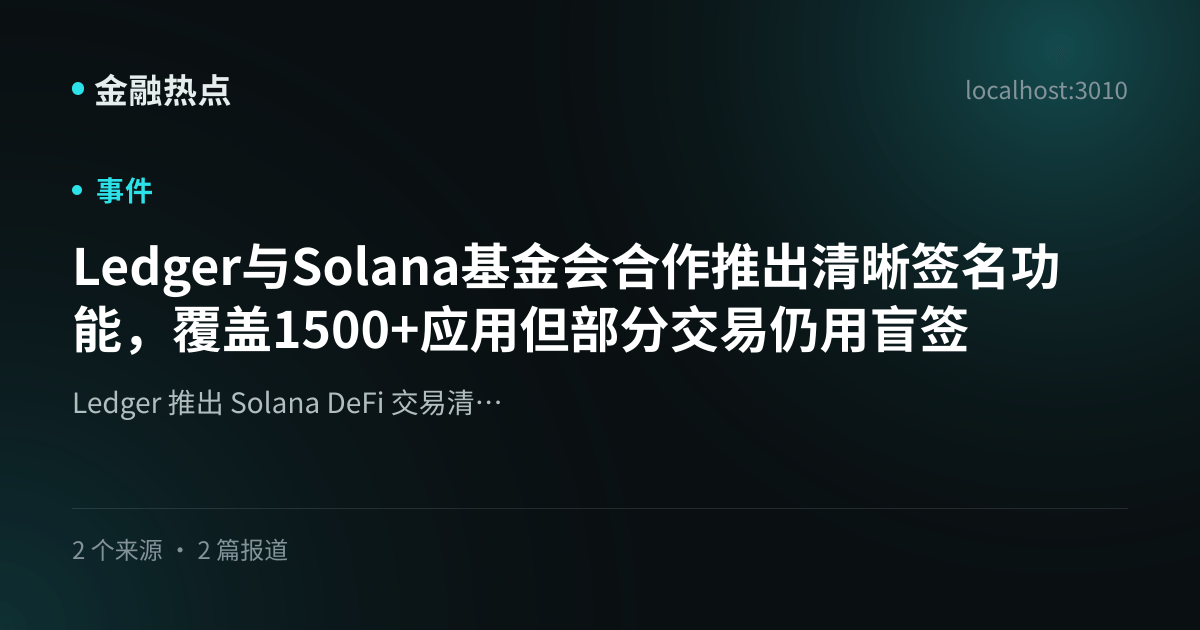 金融热点
localhost:3010
事件
Ledger与Solana基金会合作推出清晰签名功
能，覆盖1500+应用但部分交易仍用盲签
Ledger 推出 Solana DeFi 交易清…
2 个来源 · 2 篇报道